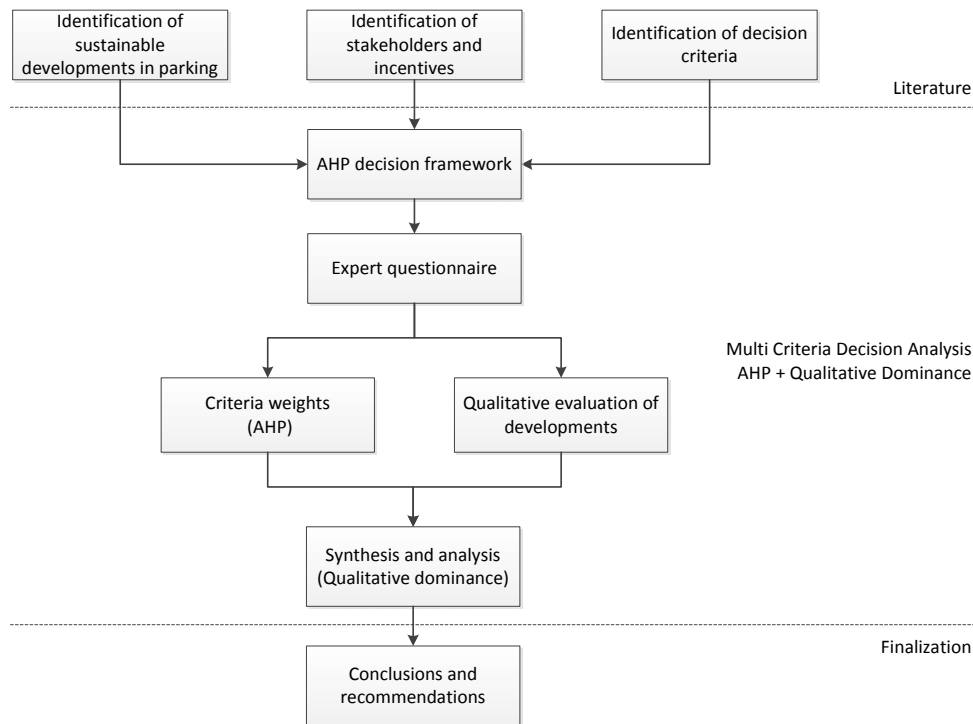 Identification of
sustainable
developments in parking
Identification of
stakeholders and
incentives
Identification of decision
criteria
Literature
AHP decision framework
Expert questionnaire
Multi Criteria Decision Analysis
AHP + Qualitative Dominance
Criteria weights
(AHP)
Qualitative evaluation of
developments
Synthesis and analysis
(Qualitative dominance)
Finalization
Conclusions and
recommendations